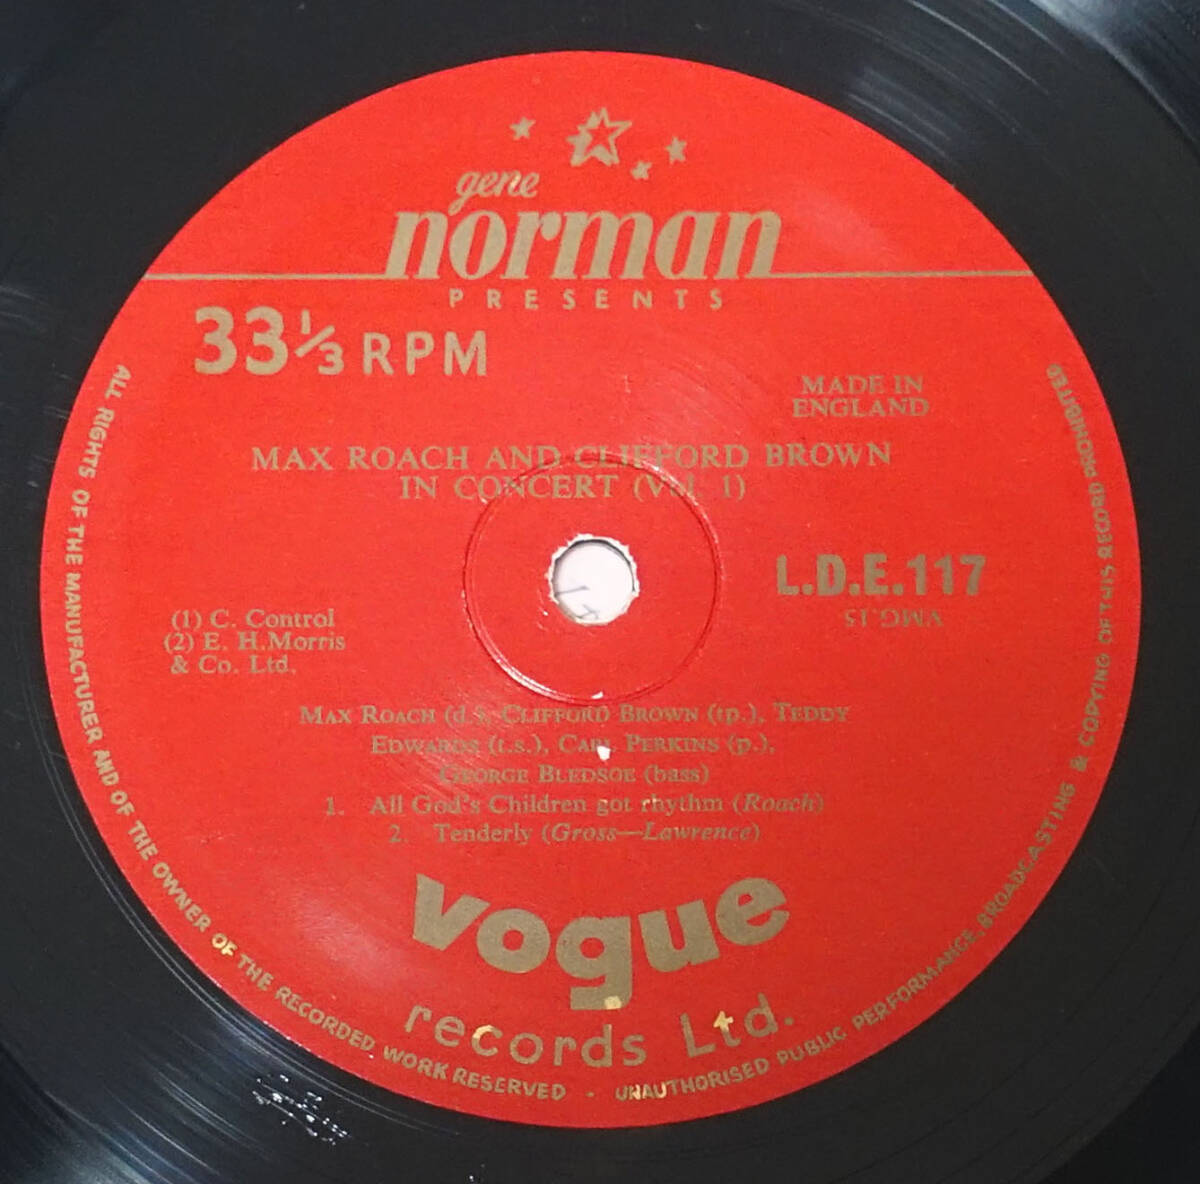 gene
norman
PRESENTS
33 1/3 RPM
MADE IN
ENGLAND
MAX ROACH AND CLIFFORD BROWN
IN CONCERT (Vol. 1)
L.D.E.117
VMG.15
(1) C. Control
(2) E. H.Morris
& Co. Ltd.
MAX ROACH (d.s, CLIFFORD BROWN (tp.), TEDDY
EDWARDS (t.s.), CARL PERKINS (p.),
GEORGE BLEDSOE (bass)
1. All God's Children got rhythm (Roach)
2. Tenderly (Gross—Lawrence)
vogue
records Ltd.
ALL RIGHTS OF THE MANUFACTURER AND OF THE OWNER OF THE RECORDED WORK RESERVED - UNAUTHORISED PUBLIC PERFORMANCE, BROADCASTING & COPYING OF THIS RECORD PROHIBITED